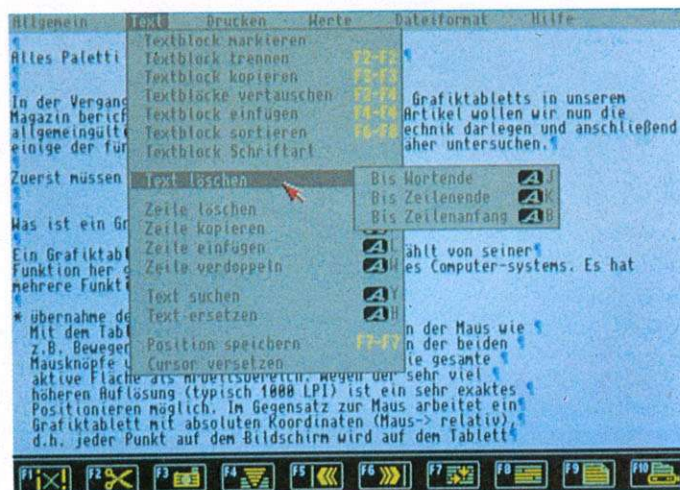 Allgemein Text Drucken Werte Dateiformat Hilfe
Alles Paletti
In der Vergang
Magazin berich
allgemeingülte
einige der für
Zuerst müssen
Was ist ein Gr
Ein Grafiktabl
Funktion her g
mehrere Funkti
* übernahme de
Mit dem Tabl
z.B. Beweger
Mausknöpfe
Textblock markieren
Textblock trennen F2-F2
Textblock kopieren F3-F3
Textblöcke vertauschen F2-F4
Textblock einfügen F4-F4
Textblock sortieren F6-F8
Textblock Schriftart
Text löschen
Zeile löschen
Zeile kopieren
Zeile einfügen A L
Zeile verdoppeln A W
Text suchen A Y
Text ersetzen A H
Position speichern F7-F7
Cursor versetzen
Bis Wortende A J
Bis Zeilenende A K
Bis Zeilenanfang A B
Grafiktabletts in unserem
Artikel wollen wir nun die
echnik darlegen und anschließend
äher untersuchen.
ählt von seiner
es Computer-systems. Es hat
n der Maus wie
n der beiden
ie gesamte
aktive Fläche als Arbeitsbereich. Wegen der sehr viel
höheren Auflösung (typisch 1000 LPI) ist ein sehr exaktes
Positionieren möglich. Im Gegensatz zur Maus arbeitet ein
Grafiktablett mit absoluten Koordinaten (Maus-> relativ),
d.h. jeder Punkt auf dem Bildschirm wird auf dem Tablett
F1 F2 F3 F4 F5 F6 F7 F8 F9 F10